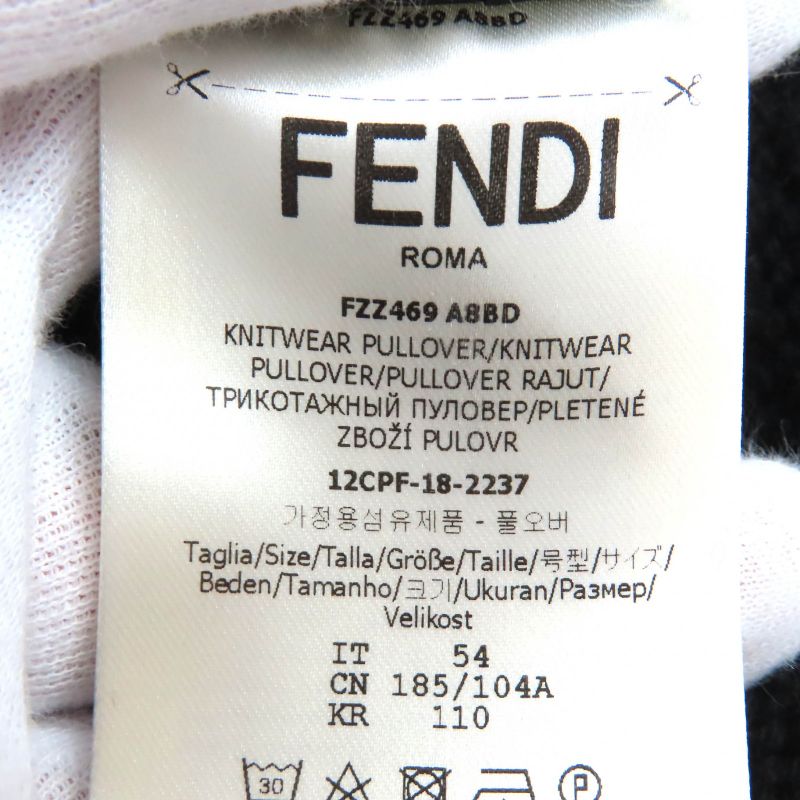 FZZ469 A8BD
FENDI
ROMA
FZZ469 A8BD
KNITWEAR PULLOVER/KNITWEAR
PULLOVER/PULLOVER RAJUT/
ТРИКОТАЖНЫЙ ПУЛОВЕР/PLETENÉ
ZBOŽÍ PULOVR
12CPF-18-2237
가정용섬유제품 - 풀오버
Taglia/Size/Talla/Größe/Taille/号型/サイズ/
Beden/Tamanho/크기/Ukuran/Размер/
Velikost
IT 54
CN 185/104A
KR 110
30 P